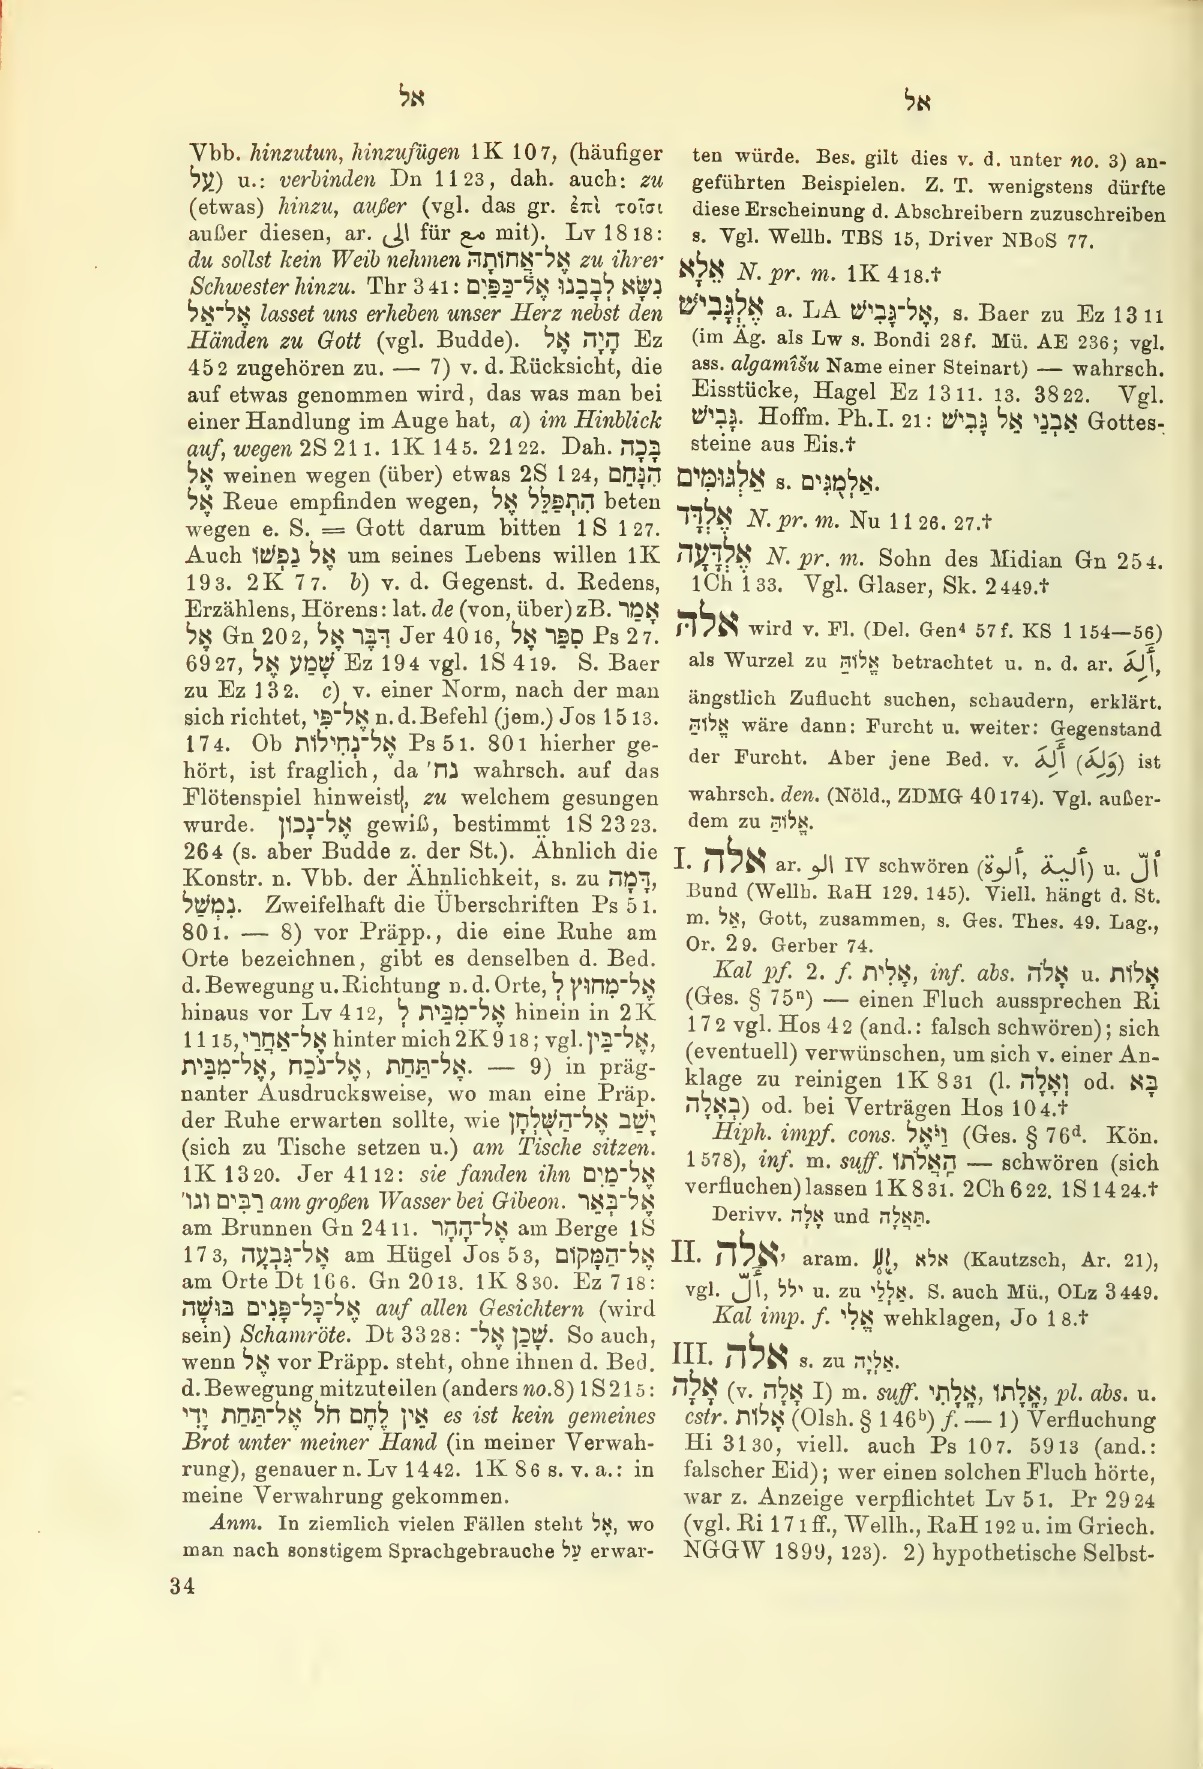 אל
Vbb. hinzutun, hinzufügen 1K 10 7, (häufiger
עַל) u.: verbinden Dn 11 23, dah. auch: zu
(etwas) hinzu, außer (vgl. das gr. ἐπὶ τοῖσι
außer diesen, ar. إلى für مع mit). Lv 18 18:
du sollst kein Weib nehmen אֶל־אֲחוֹתָהּ zu ihrer
Schwester hinzu. Thr 3 41: נִשָּׂא לְבָבֵנוּ אֶל־כַּפָּיִם
אֶל־אֵל lasset uns erheben unser Herz nebst den
Händen zu Gott (vgl. Budde). הָיָה אֶל Ez
45 2 zugehören zu. — 7) v. d. Rücksicht, die
auf etwas genommen wird, das was man bei
einer Handlung im Auge hat, a) im Hinblick
auf, wegen 2S 21 1. 1K 14 5. 21 22. Dah. בָּכָה
אֶל weinen wegen (über) etwas 2S 1 24, הִנָּחֵם
אֶל Reue empfinden wegen, הִתְפַּלֵּל אֶל beten
wegen e. S. = Gott darum bitten 1S 1 27.
Auch אֶל נַפְשׁוֹ um seines Lebens willen 1K
19 3. 2K 7 7. b) v. d. Gegenst. d. Redens,
Erzählens, Hörens: lat. de (von, über) zB. אָמַר
אֶל Gn 20 2, דִּבֶּר אֶל Jer 40 16, סִפֵּר אֶל Ps 2 7.
69 27, שָׁמַע אֶל Ez 19 4 vgl. 1S 4 19. S. Baer
zu Ez 13 2. c) v. einer Norm, nach der man
sich richtet, אֶל־פִּי n. d. Befehl (jem.) Jos 15 13.
17 4. Ob אֶל־נְחִילוֹת Ps 5 1. 80 1 hierher ge-
hört, ist fraglich, da נח׳ wahrsch. auf das
Flötenspiel hinweist, zu welchem gesungen
wurde. אֶל־נָכוֹן gewiß, bestimmt 1S 23 23.
26 4 (s. aber Budde z. der St.). Ähnlich die
Konstr. n. Vbb. der Ähnlichkeit, s. zu דָּמָה,
נִמְשַׁל. Zweifelhaft die Überschriften Ps 5 1.
80 1. — 8) vor Präpp., die eine Ruhe am
Orte bezeichnen, gibt es denselben d. Bed.
d. Bewegung u. Richtung n. d. Orte, אֶל־מִחוּץ לְ
hinaus vor Lv 4 12, אֶל־מִבֵּית לְ hinein in 2K
11 15, אֶל־אַחֲרַי hinter mich 2K 9 18; vgl. אֶל־בֵּין,
אֶל־תַּחַת, אֶל־נֹכַח, אֶל־מִבֵּית. — 9) in präg-
nanter Ausdrucksweise, wo man eine Präp.
der Ruhe erwarten sollte, wie יָשַׁב אֶל־הַשֻּׁלְחָן
(sich zu Tische setzen u.) am Tische sitzen.
1K 13 20. Jer 41 12: sie fanden ihn אֶל־מַיִם
רַבִּים וגו׳ am großen Wasser bei Gibeon. אֶל־בְּאֵר
am Brunnen Gn 24 11. אֶל־הָהָר am Berge 1S
17 3, אֶל־גִּבְעָה am Hügel Jos 5 3, אֶל־הַמָּקוֹם
am Orte Dt 16 6. Gn 20 13. 1K 8 30. Ez 7 18:
אֶל־כָּל־פָּנִים בּוּשָׁה auf allen Gesichtern (wird
sein) Schamröte. Dt 33 28: שָׁכַן אֶל־. So auch,
wenn אֶל vor Präpp. steht, ohne ihnen d. Bed.
d. Bewegung mitzuteilen (anders no. 8) 1S 21 5:
אֵין לֶחֶם חֹל אֶל־תַּחַת יָדִי es ist kein gemeines
Brot unter meiner Hand (in meiner Verwah-
rung), genauer n. Lv 14 42. 1K 8 6 s. v. a.: in
meine Verwahrung gekommen.
Anm. In ziemlich vielen Fällen steht אֶל, wo
man nach sonstigem Sprachgebrauche עַל erwar-
34
אל
ten würde. Bes. gilt dies v. d. unter no. 3) an-
geführten Beispielen. Z. T. wenigstens dürfte
diese Erscheinung d. Abschreibern zuzuschreiben
s. Vgl. Wellh. TBS 15, Driver NBoS 77.
אֵלָא N. pr. m. 1K 4 18.†
אֶלְגָּבִישׁ a. LA אֶל־גָּבִישׁ, s. Baer zu Ez 13 11
(im Äg. als Lw s. Bondi 28 f. Mü. AE 236; vgl.
ass. algamîšu Name einer Steinart) — wahrsch.
Eisstücke, Hagel Ez 13 11. 13. 38 22. Vgl.
גָּבִישׁ. Hoffm. Ph. I. 21: אַבְנֵי אֵל גָּבִישׁ Gottes-
steine aus Eis.†
אַלְגּוּמִּים s. אַלְמֻגִּים.
אֶלְדָּד N. pr. m. Nu 11 26. 27.†
אֶלְדָּעָה N. pr. m. Sohn des Midian Gn 25 4.
1Ch 1 33. Vgl. Glaser, Sk. 2 449.†
אלהּ wird v. Fl. (Del. Gen⁴ 57 f. KS 1 154—56)
als Wurzel zu אֱלוֹהַּ betrachtet u. n. d. ar. أَلِهَ,
ängstlich Zuflucht suchen, schaudern, erklärt.
אֱלוֹהַּ wäre dann: Furcht u. weiter: Gegenstand
der Furcht. Aber jene Bed. v. أَلِهَ (وَلِهَ) ist
wahrsch. den. (Nöld., ZDMG 40 174). Vgl. außer-
dem zu אֱלוֹהַּ.
I. אלה ar. الو IV schwören (أَلْوَة, أَلِيَّة) u. أَلّ
Bund (Wellh. RaH 129. 145). Viell. hängt d. St.
m. אֵל, Gott, zusammen, s. Ges. Thes. 49. Lag.,
Or. 2 9. Gerber 74.
Kal pf. 2. f. אָלִית, inf. abs. אָלֹה u. אָלוֹת
(Ges. § 75ⁿ) — einen Fluch aussprechen Ri
17 2 vgl. Hos 4 2 (and.: falsch schwören); sich
(eventuell) verwünschen, um sich v. einer An-
klage zu reinigen 1K 8 31 (l. וְאָלָה od. בָּא
בְאָלָה) od. bei Verträgen Hos 10 4.†
Hiph. impf. cons. וַיֹּאֶל (Ges. § 76ᵈ. Kön.
1 578), inf. m. suff. הַאֲלֹתוֹ — schwören (sich
verfluchen) lassen 1K 8 31. 2Ch 6 22. 1S 14 24.†
Derivv. אָלָה und תַּאֲלָה.
II. אלה, aram. אלא (Kautzsch, Ar. 21),
vgl. أَلَّ, ילל u. zu אַלְלַי. S. auch Mü., OLz 3 449.
Kal imp. f. אֱלִי wehklagen, Jo 1 8.†
III. אלה s. zu אַלְיָה.
אָלָה (v. אָלָה I) m. suff. אָלָתִי, אָלָתוֹ, pl. abs. u.
cstr. אָלוֹת (Olsh. § 146ᵇ) f. — 1) Verfluchung
Hi 31 30, viell. auch Ps 10 7. 59 13 (and.:
falscher Eid); wer einen solchen Fluch hörte,
war z. Anzeige verpflichtet Lv 5 1. Pr 29 24
(vgl. Ri 17 1 ff., Wellh., RaH 192 u. im Griech.
NGGW 1899, 123). 2) hypothetische Selbst-